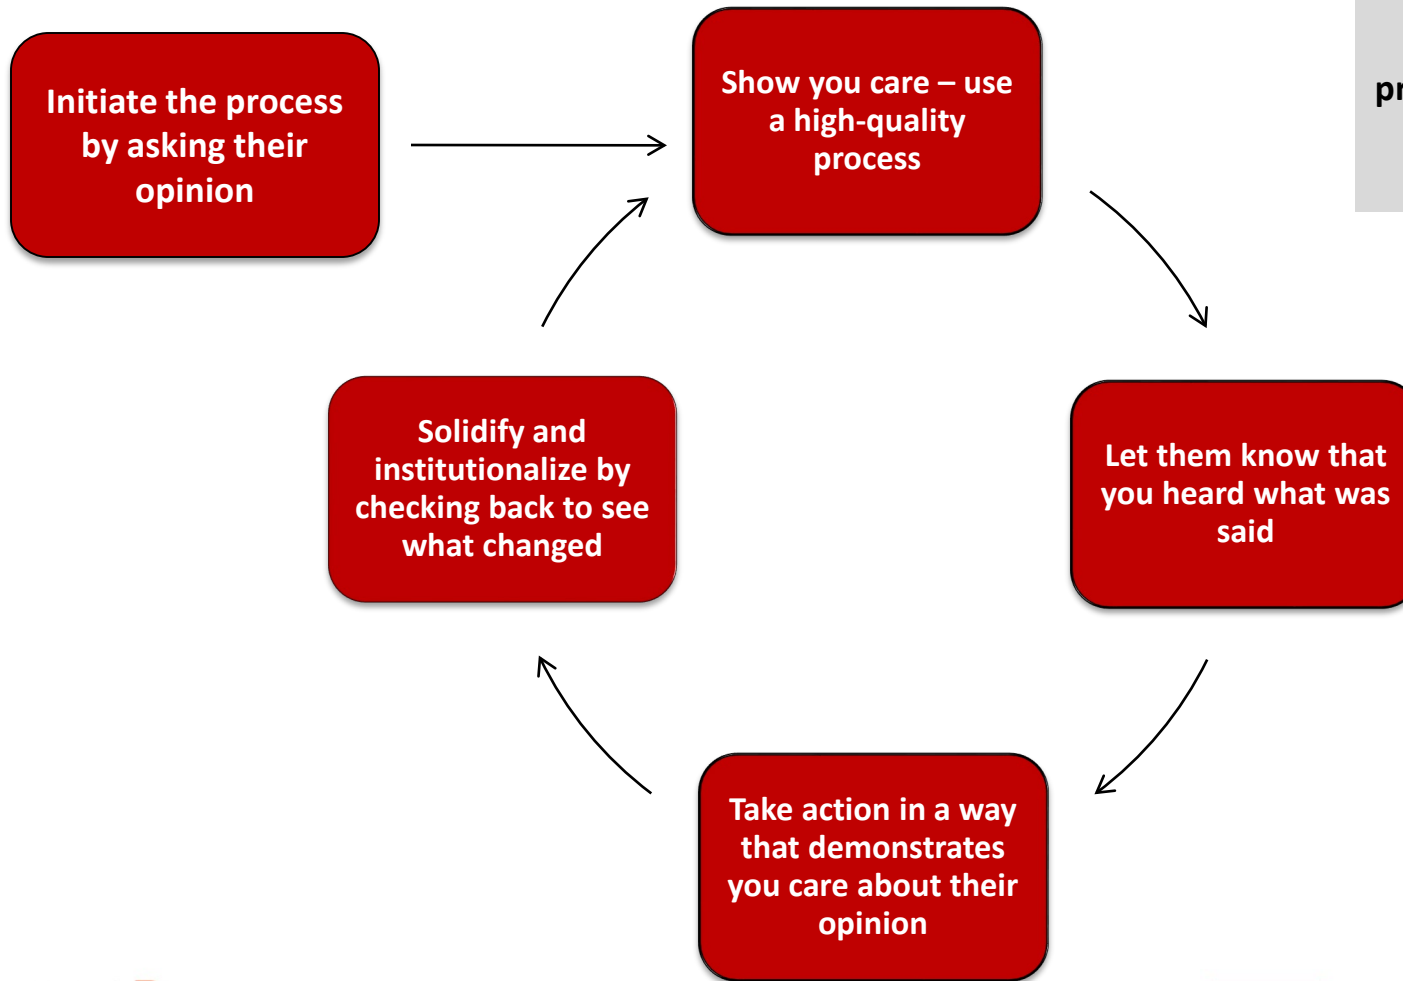 Initiate the process
by asking their
opinion
Show you care – use
a high-quality
process
Let them know that
you heard what was
said
Take action in a way
that demonstrates
you care about their
opinion
Solidify and
institutionalize by
checking back to see
what changed